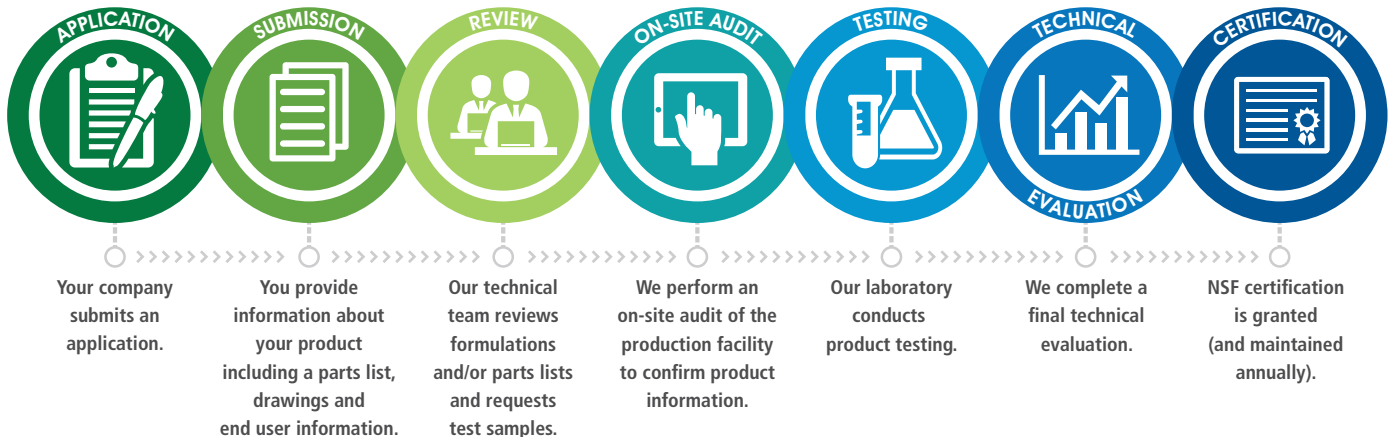 APPLICATION
SUBMISSION
REVIEW
ON-SITE AUDIT
TESTING
TECHNICAL
EVALUATION
CERTIFICATION
Your company
submits an
application.
You provide
information about
your product
including a parts list,
drawings and
end user information.
Our technical
team reviews
formulations
and/or parts lists
and requests
test samples.
We perform an
on-site audit of the
production facility
to confirm product
information.
Our laboratory
conducts
product testing.
We complete a
final technical
evaluation.
NSF certification
is granted
(and maintained
annually).